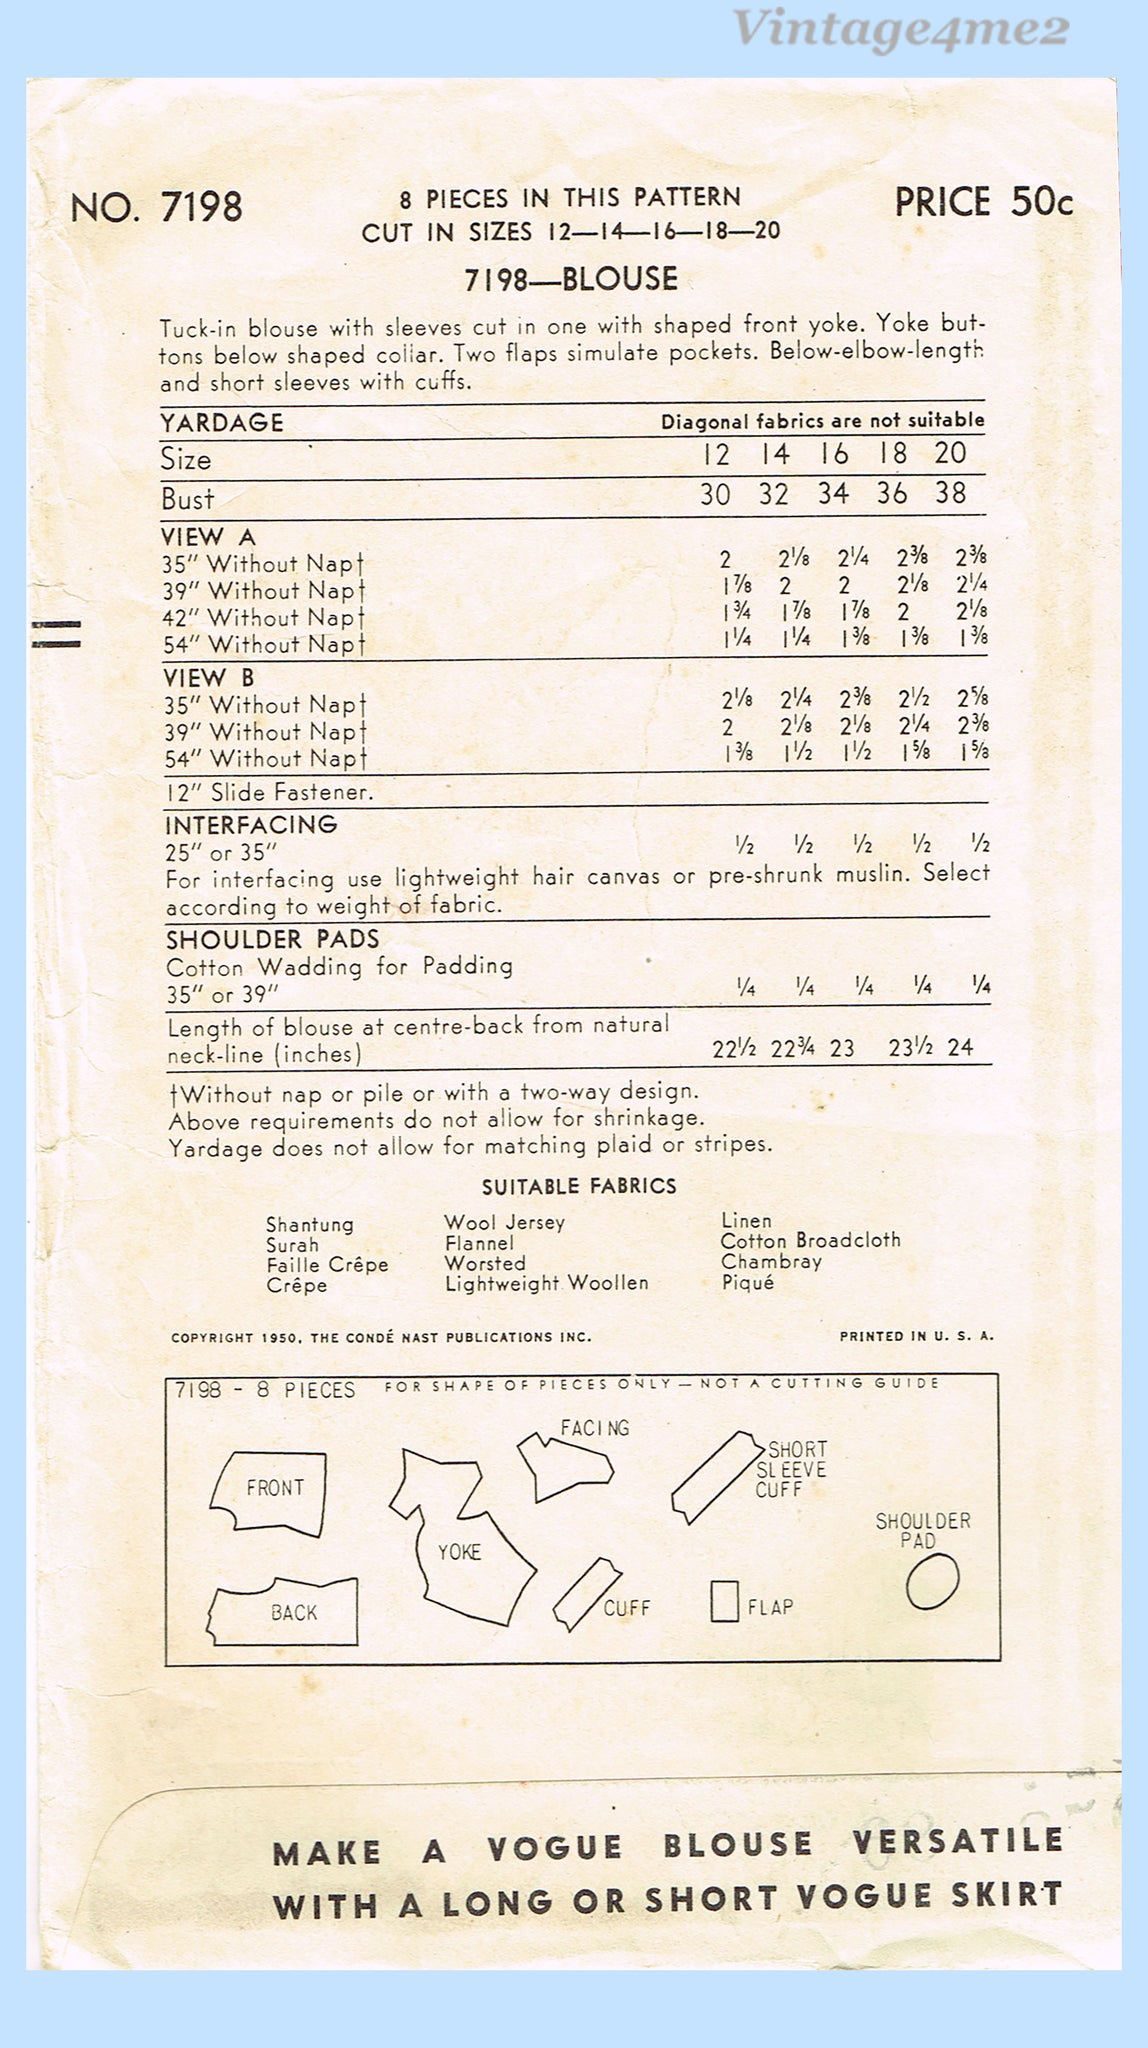 Vintage4me2
NO. 7198
8 PIECES IN THIS PATTERN
CUT IN SIZES 12—14—16—18—20
PRICE 50c
7198—BLOUSE
Tuck-in blouse with sleeves cut in one with shaped front yoke. Yoke but-
tons below shaped collar. Two flaps simulate pockets. Below-elbow-length
and short sleeves with cuffs.
YARDAGE Diagonal fabrics are not suitable
Size 12 14 16 18 20
Bust 30 32 34 36 38
VIEW A
35" Without Nap† 2 2⅛ 2¼ 2⅜ 2⅜
39" Without Nap† 1⅞ 2 2 2⅛ 2¼
42" Without Nap† 1¾ 1⅞ 1⅞ 2 2⅛
54" Without Nap† 1¼ 1¼ 1⅜ 1⅜ 1⅜
VIEW B
35" Without Nap† 2⅛ 2¼ 2⅜ 2½ 2⅝
39" Without Nap† 2 2⅛ 2⅛ 2¼ 2⅜
54" Without Nap† 1⅜ 1½ 1½ 1⅝ 1⅝
12" Slide Fastener.
INTERFACING
25" or 35" ½ ½ ½ ½ ½
For interfacing use lightweight hair canvas or pre-shrunk muslin. Select
according to weight of fabric.
SHOULDER PADS
Cotton Wadding for Padding
35" or 39" ¼ ¼ ¼ ¼ ¼
Length of blouse at centre-back from natural
neck-line (inches) 22½ 22¾ 23 23½ 24
†Without nap or pile or with a two-way design.
Above requirements do not allow for shrinkage.
Yardage does not allow for matching plaid or stripes.
SUITABLE FABRICS
Shantung Wool Jersey Linen
Surah Flannel Cotton Broadcloth
Faille Crêpe Worsted Chambray
Crêpe Lightweight Woollen Piqué
COPYRIGHT 1950, THE CONDÉ NAST PUBLICATIONS INC. PRINTED IN U. S. A.
7198 - 8 PIECES FOR SHAPE OF PIECES ONLY — NOT A CUTTING GUIDE
FACING
FRONT
SHORT
SLEEVE
CUFF
SHOULDER
PAD
YOKE
BACK
CUFF
FLAP
MAKE A VOGUE BLOUSE VERSATILE
WITH A LONG OR SHORT VOGUE SKIRT